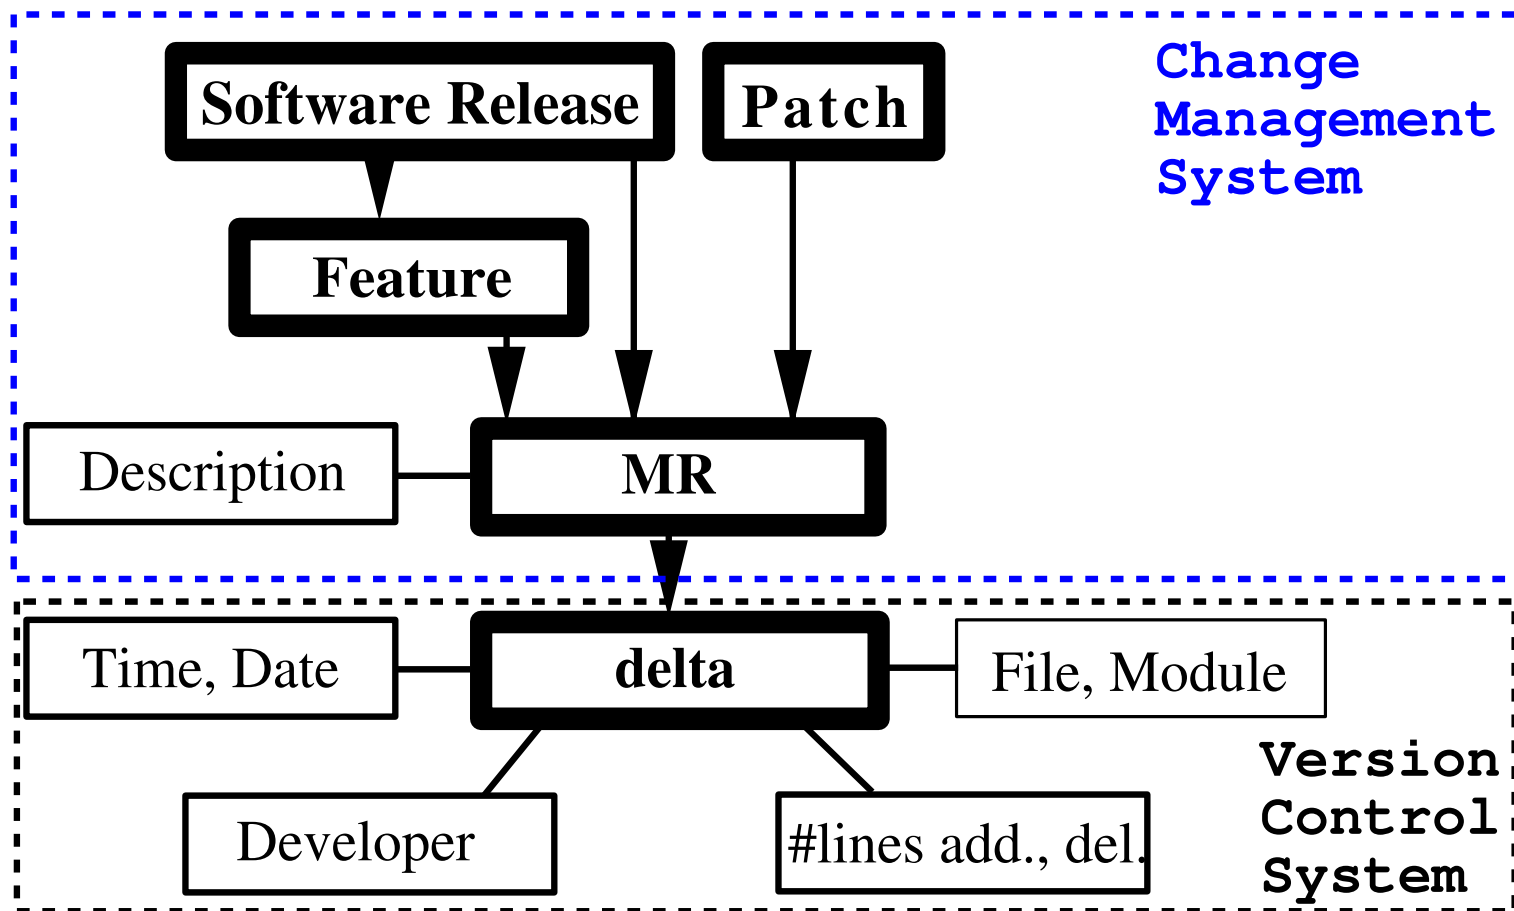 Software Release
Patch
Change
Management
System
Feature
Description
MR
Time, Date
delta
File, Module
Developer
#lines add., del.
Version
Control
System